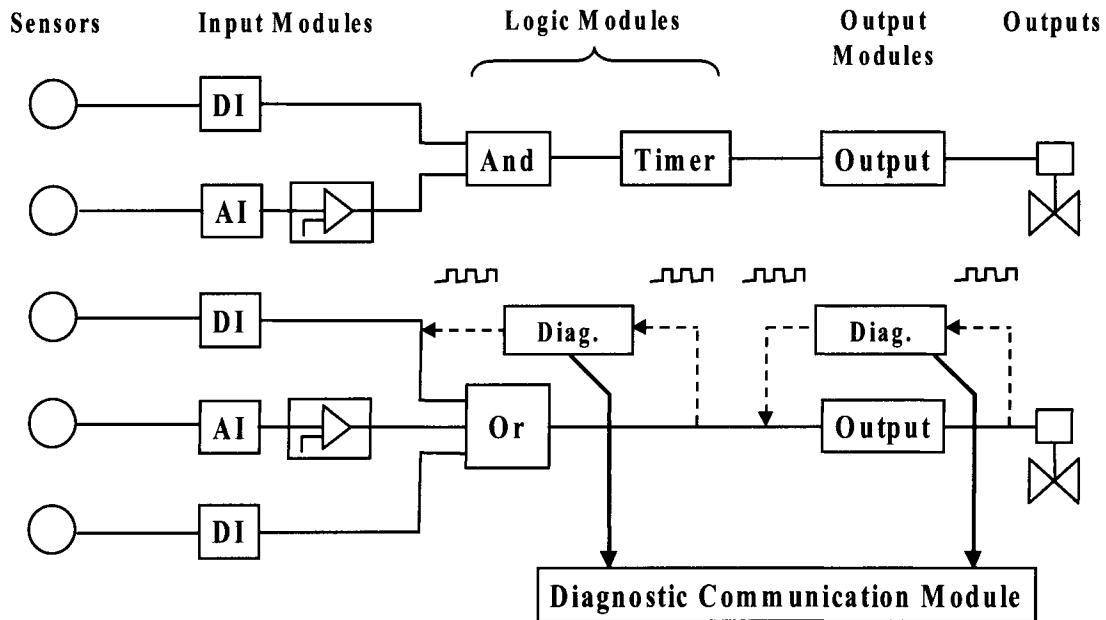 Sensors
Input Modules
Logic Modules
Output
Modules
Outputs
DI
And
Timer
Output
AI
DI
Diag.
Diag.
AI
Or
Output
DI
Diagnostic Communication Module